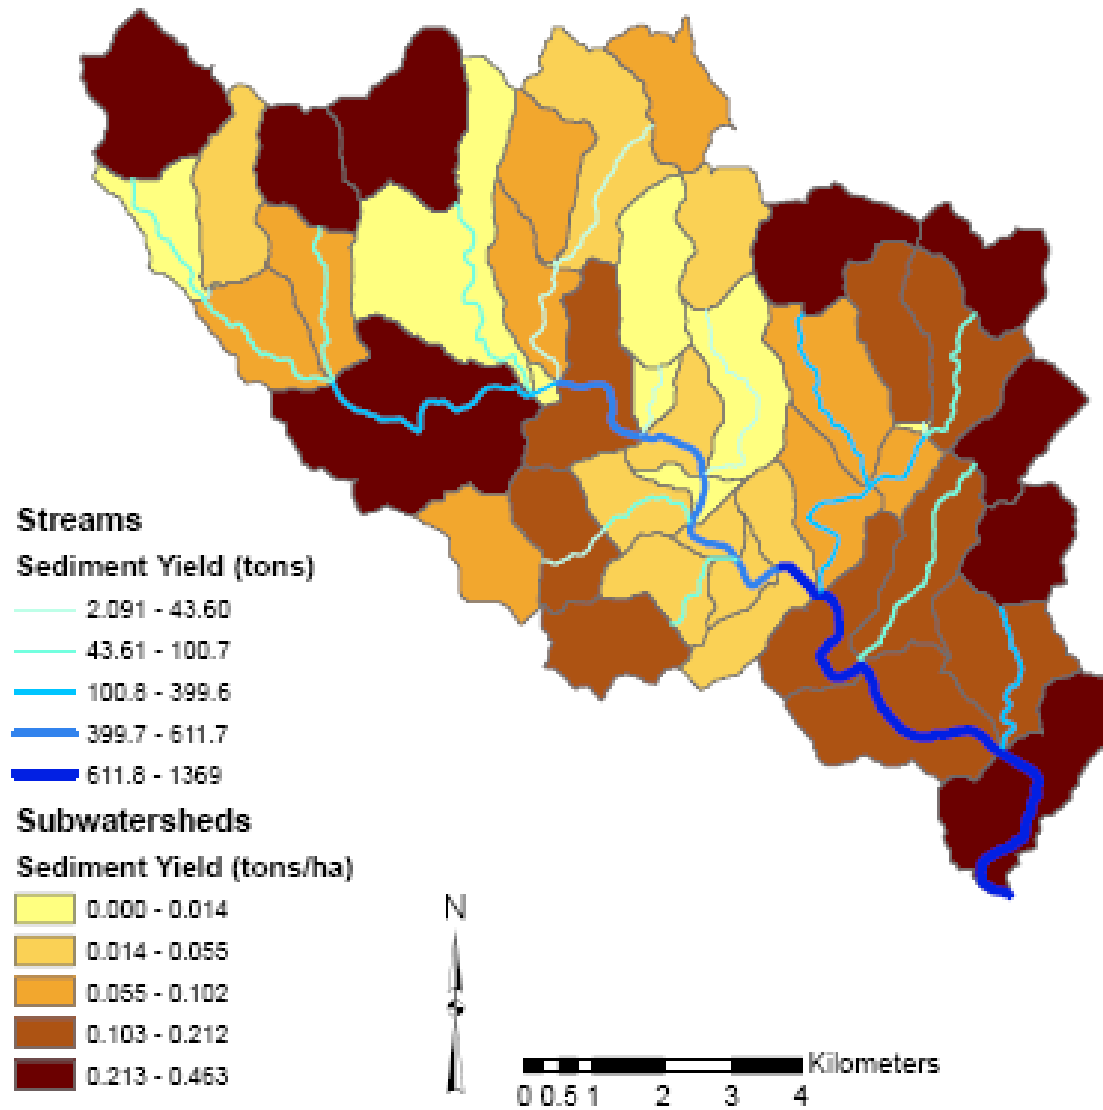 Streams
Sediment Yield (tons)
2.091 - 43.60
43.61 - 100.7
100.8 - 399.6
399.7 - 611.7
611.8 - 1369
Subwatersheds
Sediment Yield (tons/ha)
0.000 - 0.014
0.014 - 0.055
0.055 - 0.102
0.103 - 0.212
0.213 - 0.463
N
Kilometers
0 0.5 1 2 3 4